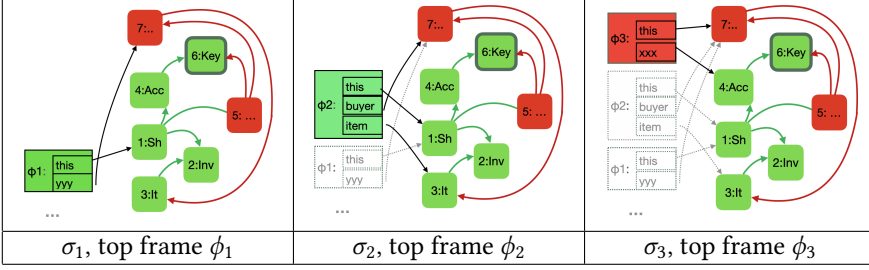 7:..
6:Key
4:Acc
5: ...
1:Sh
2:Inv
3:It
ϕ1:
this
yyy
...
σ₁, top frame ϕ₁
7:..
6:Key
4:Acc
5: ...
1:Sh
2:Inv
3:It
ϕ2:
this
buyer
item
ϕ1:
this
yyy
...
σ₂, top frame ϕ₂
7:..
6:Key
4:Acc
5: ...
1:Sh
2:Inv
3:It
ϕ3:
this
xxx
ϕ2:
this
buyer
item
ϕ1:
this
yyy
...
σ₃, top frame ϕ₃